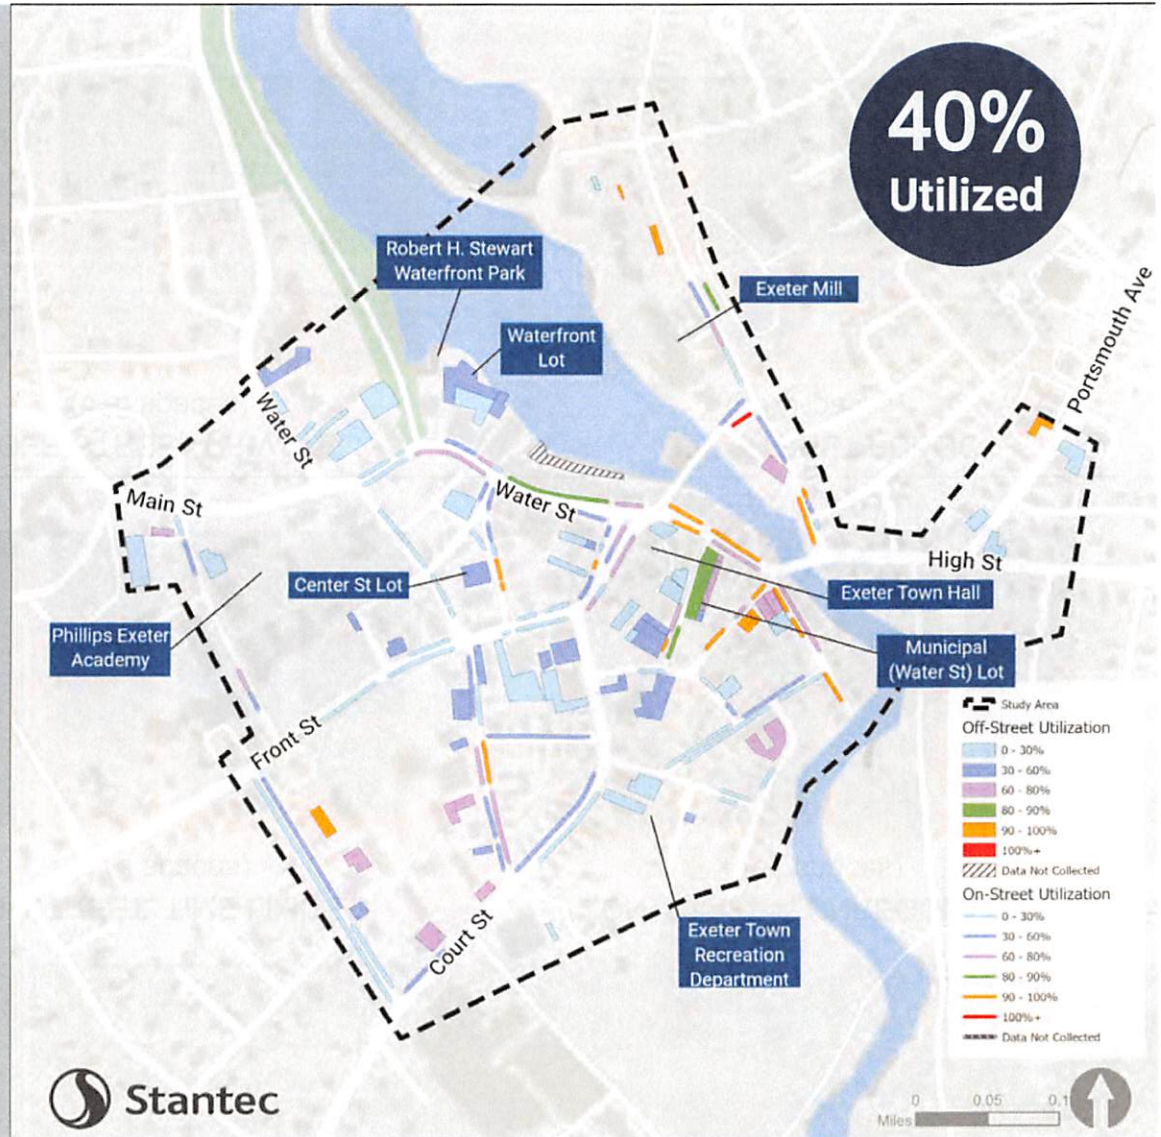 40%
Utilized
Robert H. Stewart
Waterfront Park
Exeter Mill
Waterfront
Lot
Portsmouth Ave
Water St
Main St
Water St
High St
Center St Lot
Exeter Town Hall
Phillips Exeter
Academy
Municipal
(Water St) Lot
Front St
Court St
Exeter Town
Recreation
Department
Study Area
Off-Street Utilization
0 - 30%
30 - 60%
60 - 80%
80 - 90%
90 - 100%
100%+
Data Not Collected
On-Street Utilization
0 - 30%
30 - 60%
60 - 80%
80 - 90%
90 - 100%
100%+
Data Not Collected
Stantec
0 0.05 0.1
Miles